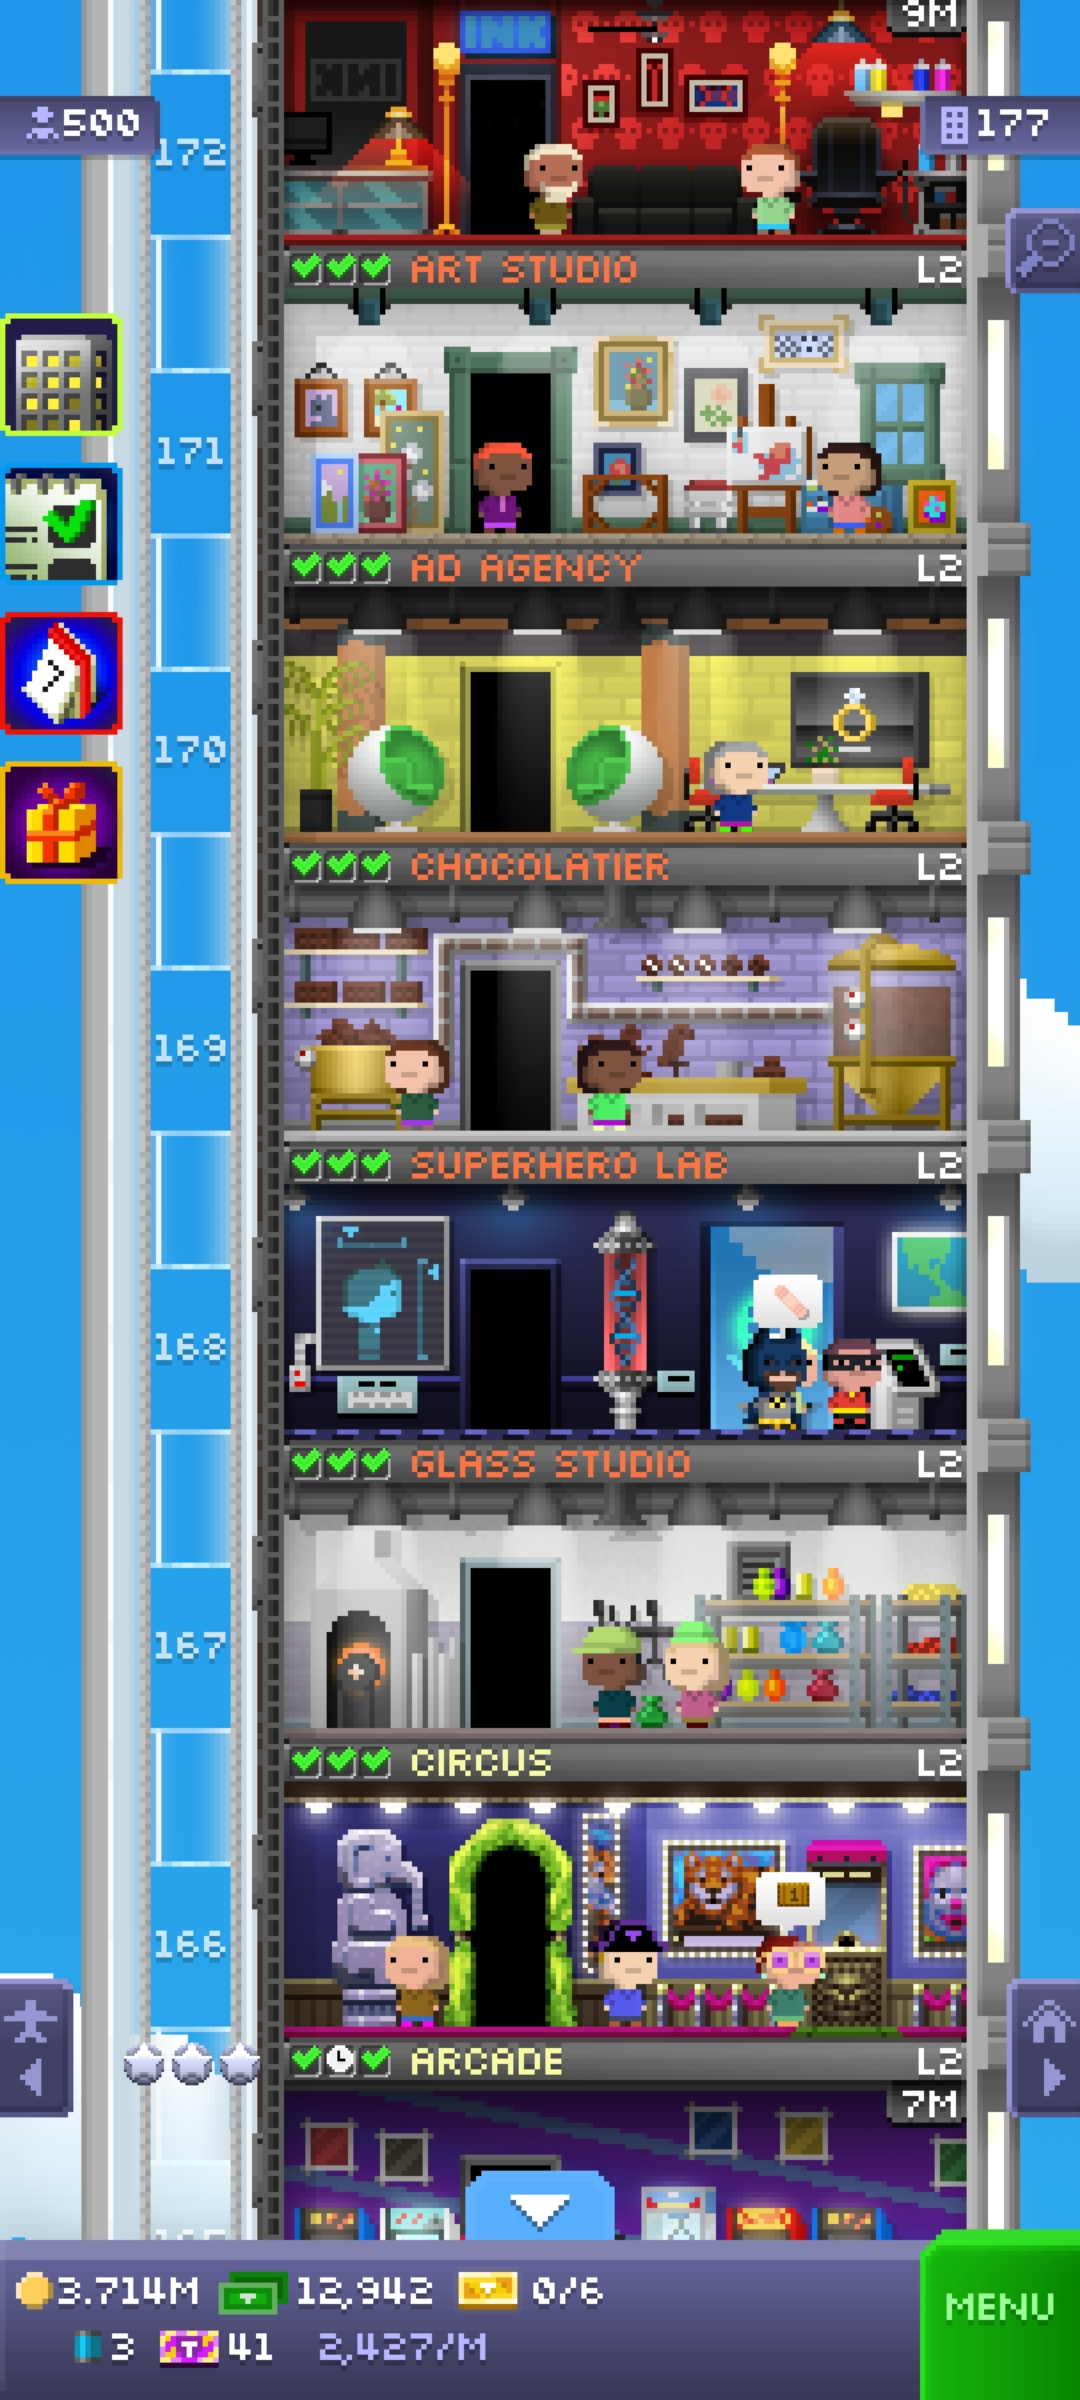 9M
INK
500
172
177
ART STUDIO L2
171
AD AGENCY L2
170
CHOCOLATIER L2
169
SUPERHERO LAB L2
168
GLASS STUDIO L2
167
CIRCUS L2
1
166
ARCADE L2
7M
3.714M 12,942 0/6
MENU
3 T 41 2,427/M